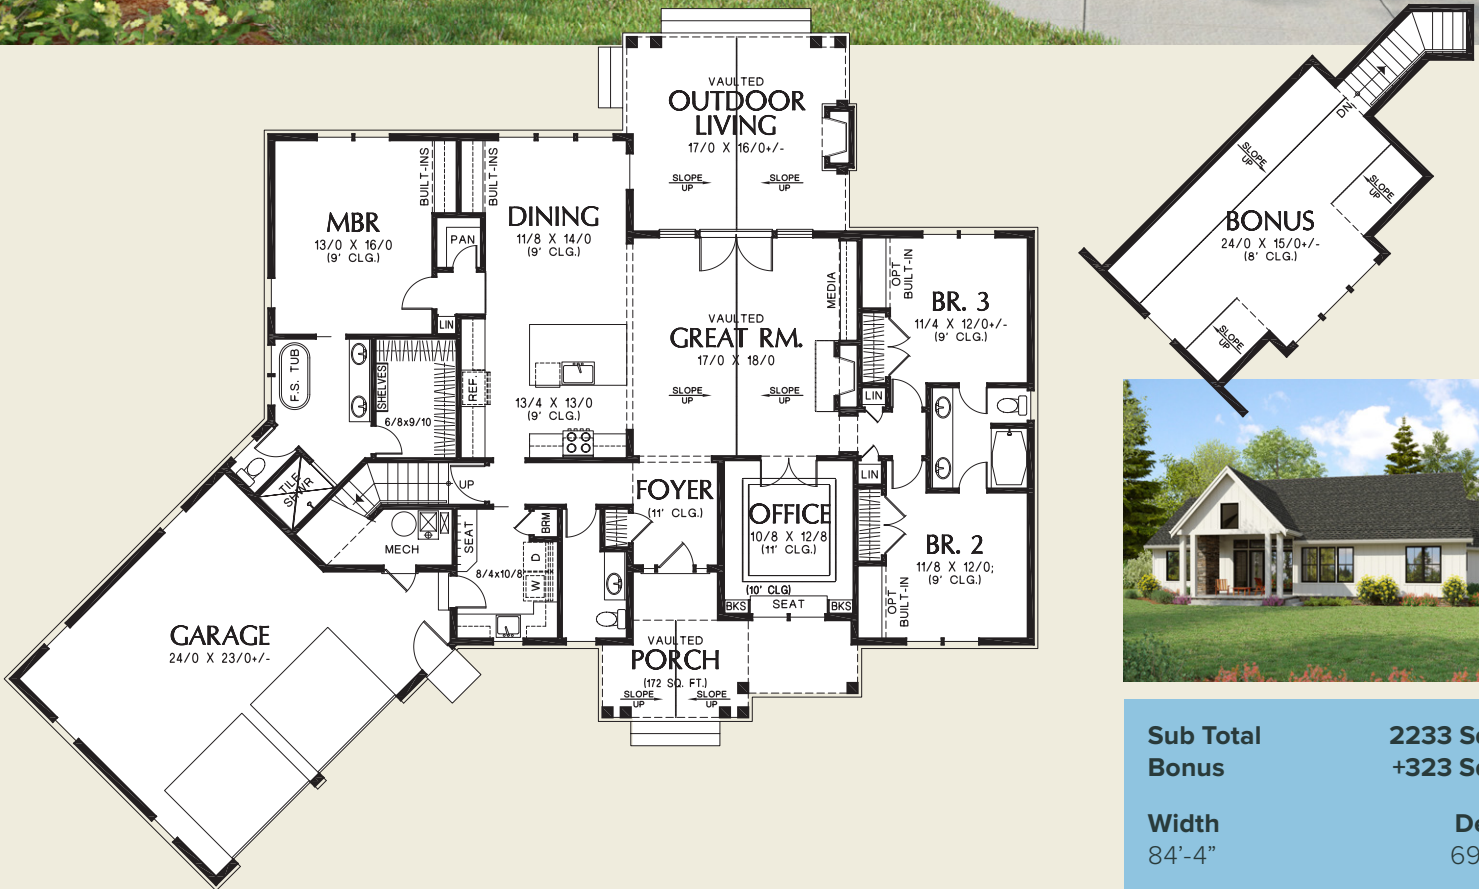 VAULTED
OUTDOOR
LIVING
17/0 X 16/0+/-
SLOPE
UP
SLOPE
UP
MBR
13/0 X 16/0
(9' CLG.)
BUILT-INS
BUILT-INS
DINING
11/8 X 14/0
(9' CLG.)
PAN
LIN
F.S. TUB
SHELVES
6/8x9/10
REF.
13/4 X 13/0
(9' CLG.)
VAULTED
GREAT RM.
17/0 X 18/0
SLOPE
UP
SLOPE
UP
MEDIA
OPT
BUILT-IN
BR. 3
11/4 X 12/0+/-
(9' CLG.)
LIN
LIN
TILE
SHWR
UP
MECH
SEAT
BRM
8/4x10/8
D
W
FOYER
(11' CLG.)
OFFICE
10/8 X 12/8
(11' CLG.)
(10' CLG)
BKS
SEAT
BKS
BR. 2
11/8 X 12/0;
(9' CLG.)
OPT
BUILT-IN
GARAGE
24/0 X 23/0+/-
VAULTED
PORCH
(172 SQ. FT.)
SLOPE
UP
SLOPE
UP
DN
SLOPE
UP
SLOPE
UP
BONUS
24/0 X 15/0+/-
(8' CLG.)
SLOPE
UP
Sub Total 2233 S
Bonus +323 S
Width De
84'-4" 69